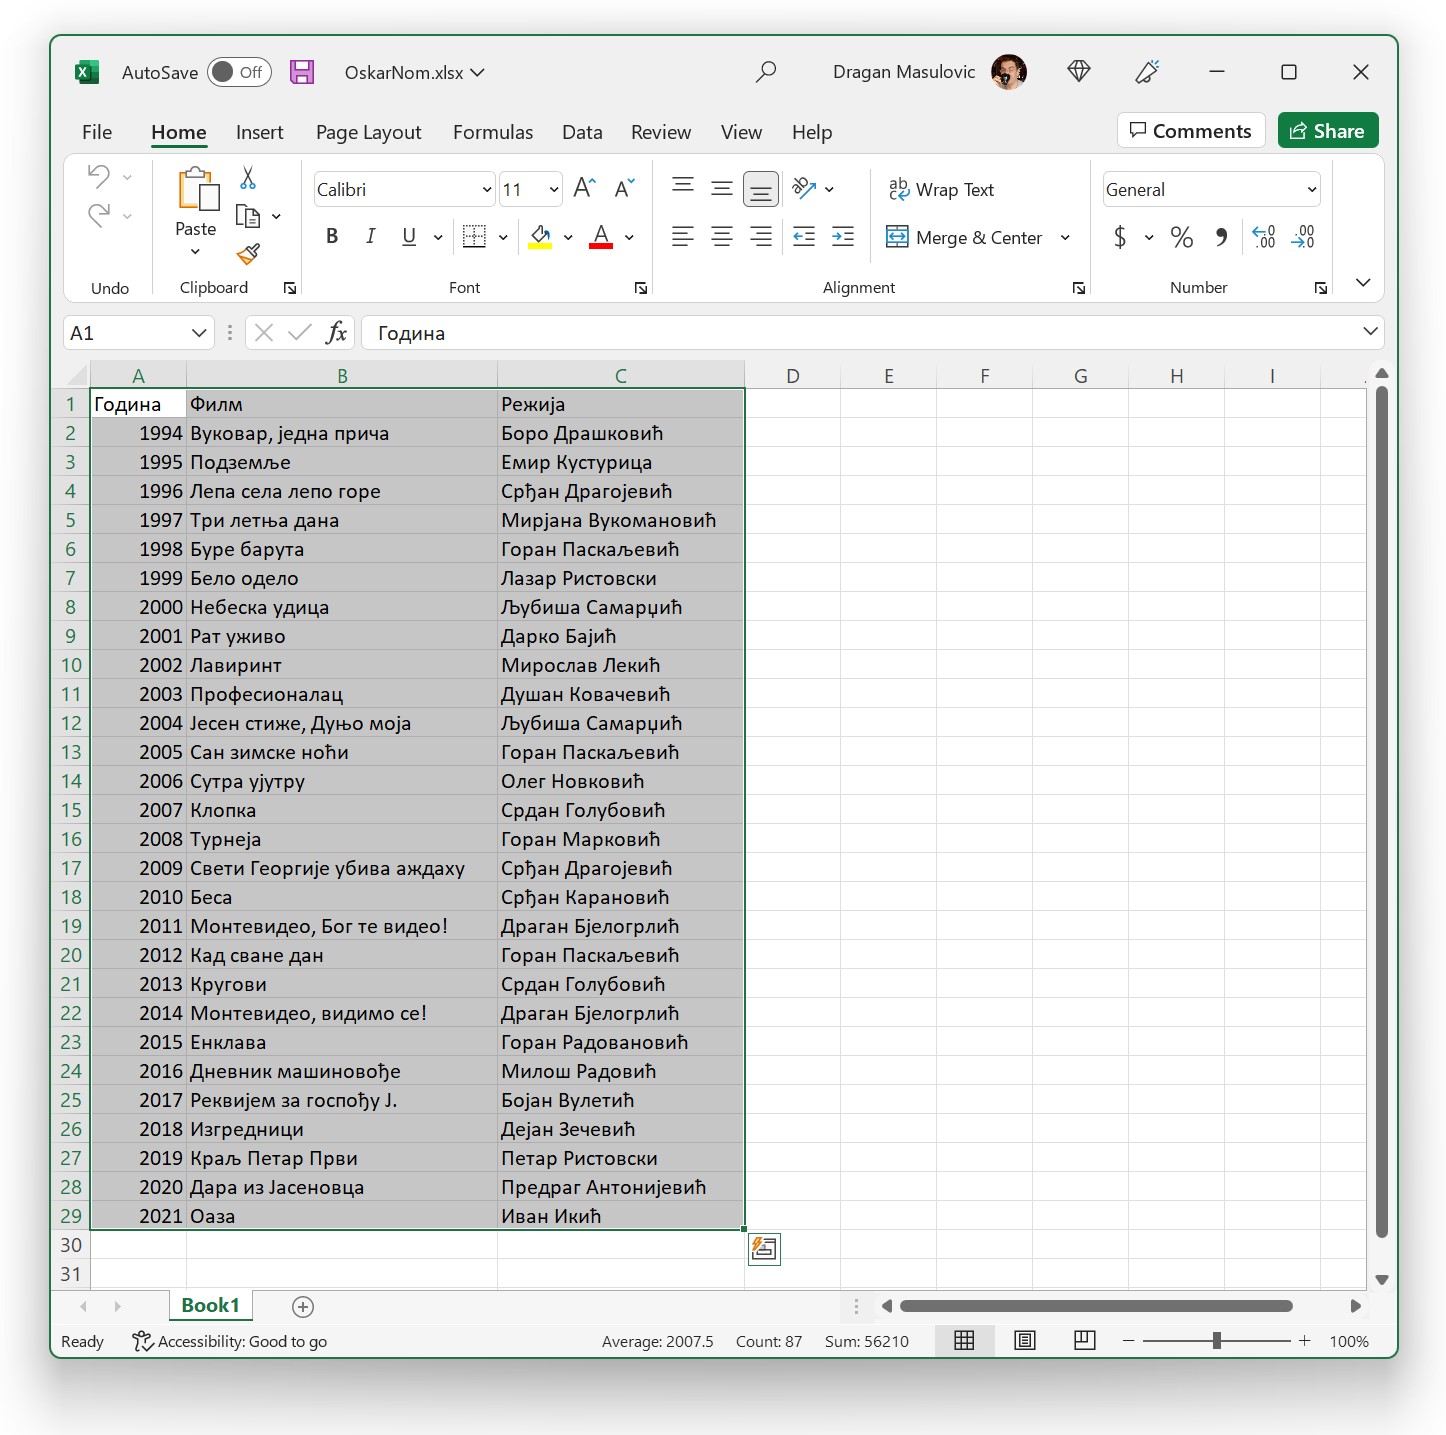 AutoSave Off OskarNom.xlsx Dragan Masulovic
File Home Insert Page Layout Formulas Data Review View Help Comments Share
Calibri 11 ab Wrap Text General
Paste B I U A Merge & Center $ % , .00 .00
Undo Clipboard Font Alignment Number
A1 fx Година
A B C D E F G H I
1 Година Филм Режија
2 1994 Вуковар, једна прича Боро Драшковић
3 1995 Подземље Емир Кустурица
4 1996 Лепа села лепо горе Срђан Драгојевић
5 1997 Три летња дана Мирјана Вукомановић
6 1998 Буре барута Горан Паскаљевић
7 1999 Бело одело Лазар Ристовски
8 2000 Небеска удица Љубиша Самарџић
9 2001 Рат уживо Дарко Бајић
10 2002 Лавиринт Мирослав Лекић
11 2003 Професионалац Душан Ковачевић
12 2004 Јесен стиже, Дуњо моја Љубиша Самарџић
13 2005 Сан зимске ноћи Горан Паскаљевић
14 2006 Сутра ујутру Олег Новковић
15 2007 Клопка Срдан Голубовић
16 2008 Турнеја Горан Марковић
17 2009 Свети Георгије убива аждаху Срђан Драгојевић
18 2010 Беса Срђан Карановић
19 2011 Монтевидео, Бог те видео! Драган Бјелогрлић
20 2012 Кад сване дан Горан Паскаљевић
21 2013 Кругови Срдан Голубовић
22 2014 Монтевидео, видимо се! Драган Бјелогрлић
23 2015 Енклава Горан Радовановић
24 2016 Дневник машиновође Милош Радовић
25 2017 Реквијем за госпођу Ј. Бојан Вулетић
26 2018 Изгредници Дејан Зечевић
27 2019 Краљ Петар Први Петар Ристовски
28 2020 Дара из Јасеновца Предраг Антонијевић
29 2021 Оаза Иван Икић
30
31
Book1
Ready Accessibility: Good to go Average: 2007.5 Count: 87 Sum: 56210 100%